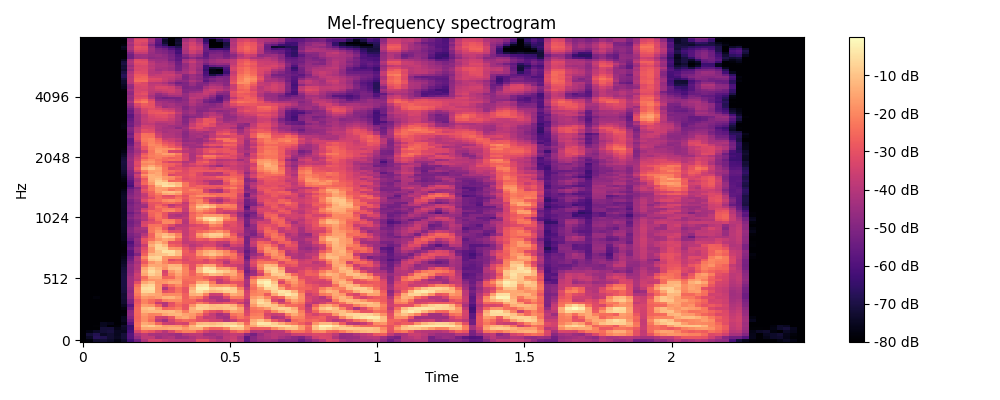 Mel-frequency spectrogram
Hz
4096
2048
1024
512
0
0 0.5 1 1.5 2
Time
-10 dB
-20 dB
-30 dB
-40 dB
-50 dB
-60 dB
-70 dB
-80 dB